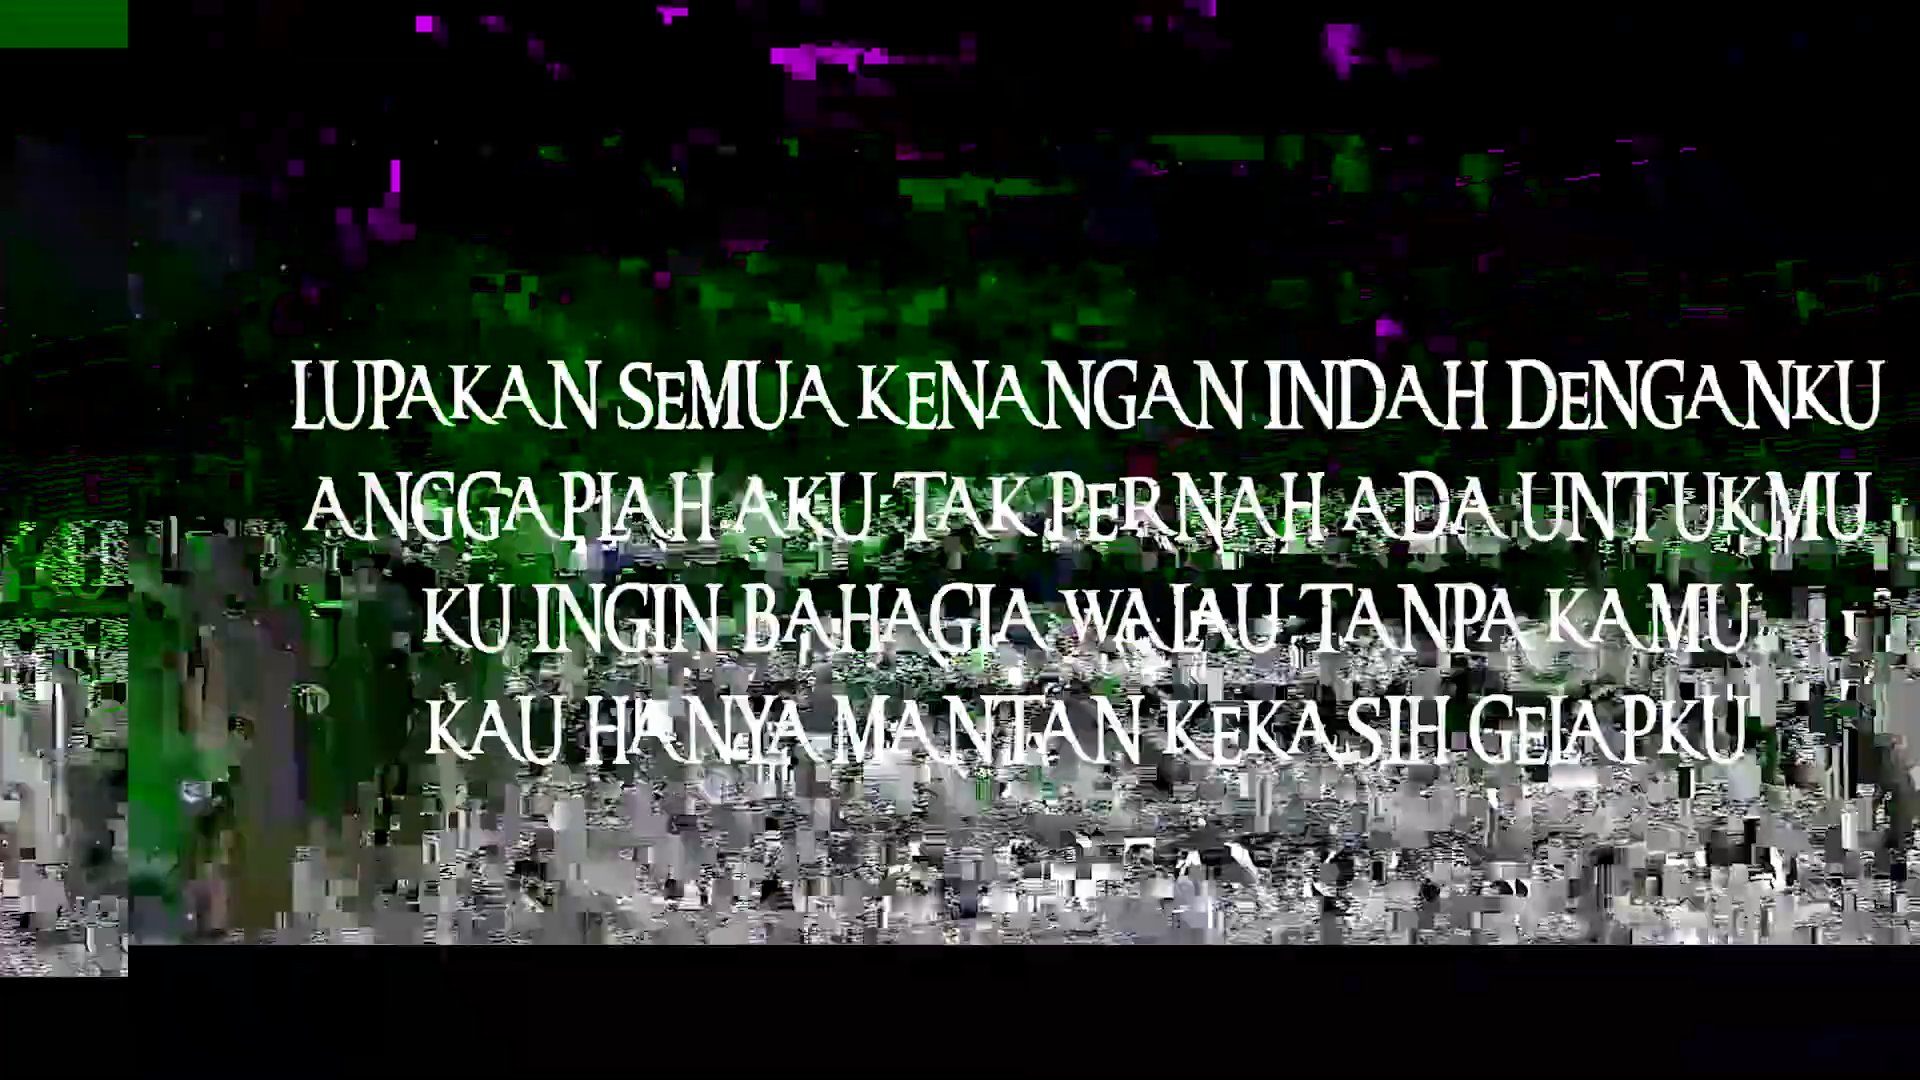 LUPAKAN SEMUA KENANGAN INDAH DENGANKU
ANGGAPLAH AKU TAK PERNAH ADA UNTUKMU
KU INGIN BAHAGIA WALAU TANPA KAMU
KAU HANYA MANTAN KEKASIH GELAPKU